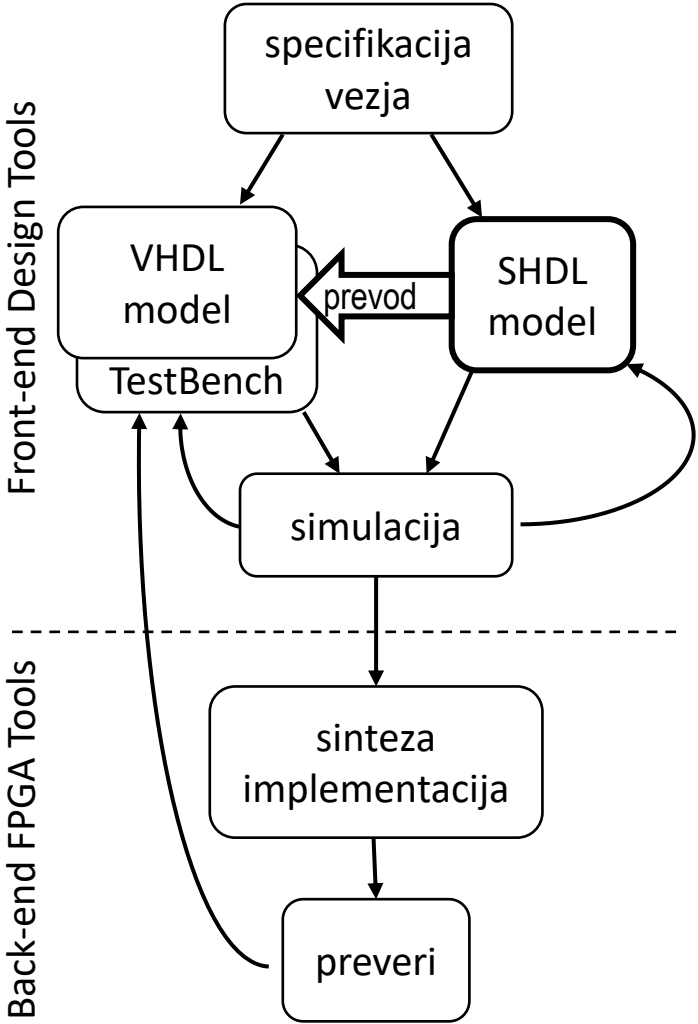 specifikacija
vezja
Front-end Design Tools
VHDL
model
TestBench
prevod
SHDL
model
simulacija
Back-end FPGA Tools
sinteza
implementacija
preveri